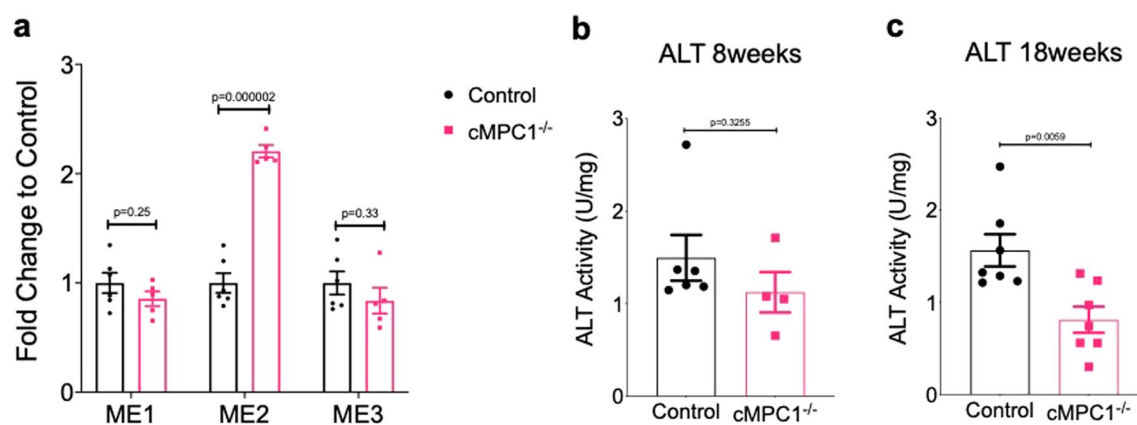 a
Fold Change to Control
3
2
1
0
p=0.25
p=0.000002
p=0.33
ME1 ME2 ME3
Control
cMPC1⁻/⁻
b
ALT 8weeks
ALT Activity (U/mg)
3
2
1
0
p=0.3255
Control cMPC1⁻/⁻
c
ALT 18weeks
ALT Activity (U/mg)
3
2
1
0
p=0.0059
Control cMPC1⁻/⁻